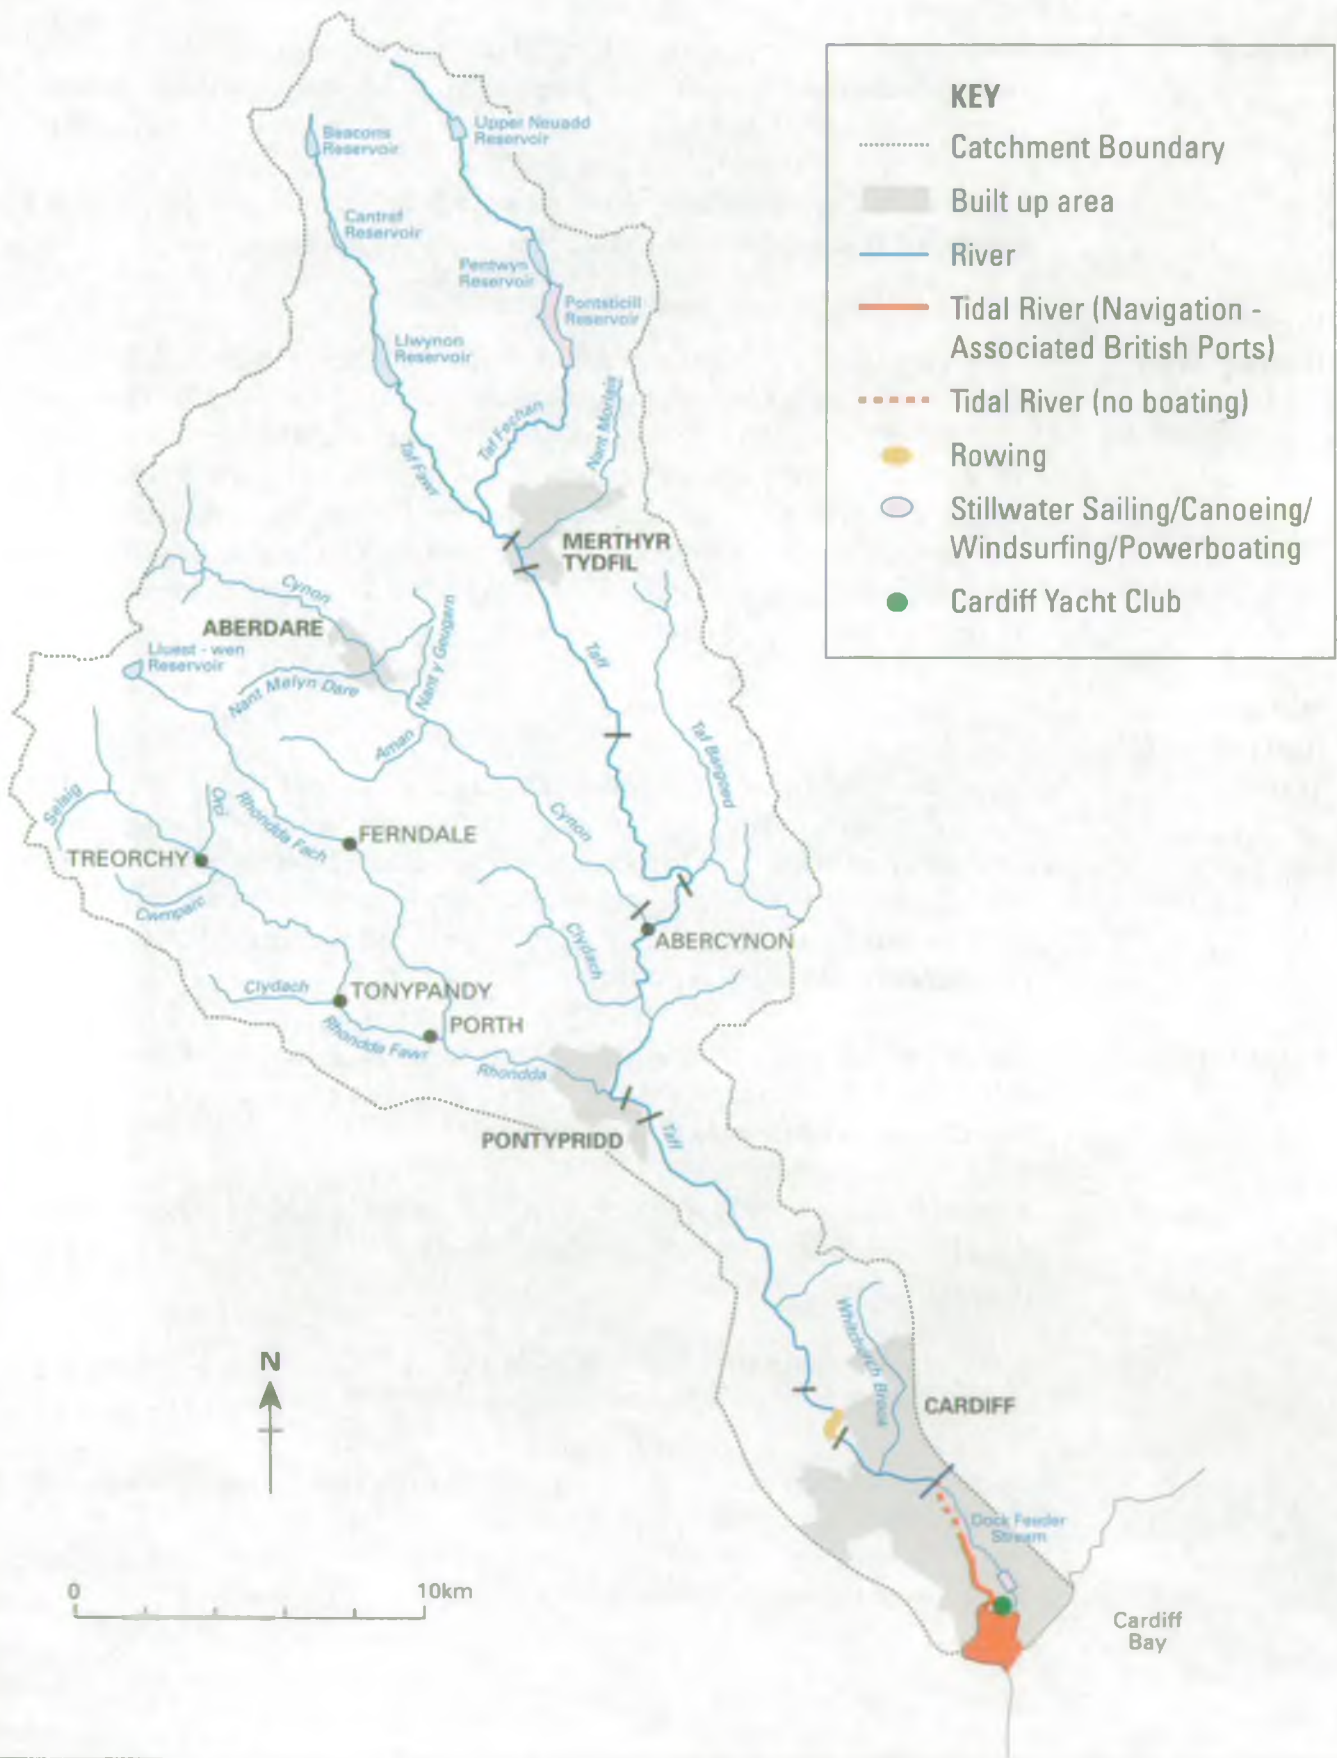 KEY
Catchment Boundary
Built up area
River
Tidal River (Navigation -
Associated British Ports)
Tidal River (no boating)
Rowing
Stillwater Sailing/Canoeing/
Windsurfing/Powerboating
Cardiff Yacht Club
Beacons
Reservoir
Upper Neuadd
Reservoir
Cantref
Reservoir
Pentwyn
Reservoir
Pontsticill
Reservoir
Llwynon
Reservoir
Taf Fechan
Nant Morlais
Taf Fawr
MERTHYR
TYDFIL
Cynon
ABERDARE
Nant y Geugarn
Lluest - wen
Reservoir
Taff
Nant Melyn Dare
Aman
Taf Bargoed
Selsig
Orci
Rhondda Fach
Cynon
FERNDALE
TREORCHY
Cwmparc
Clydach
ABERCYNON
Clydach
TONYPANDY
PORTH
Rhondda Fawr
Rhondda
PONTYPRIDD
Taff
Whitchurch Brook
N
CARDIFF
Dock Feeder
Stream
0
10km
Cardiff
Bay